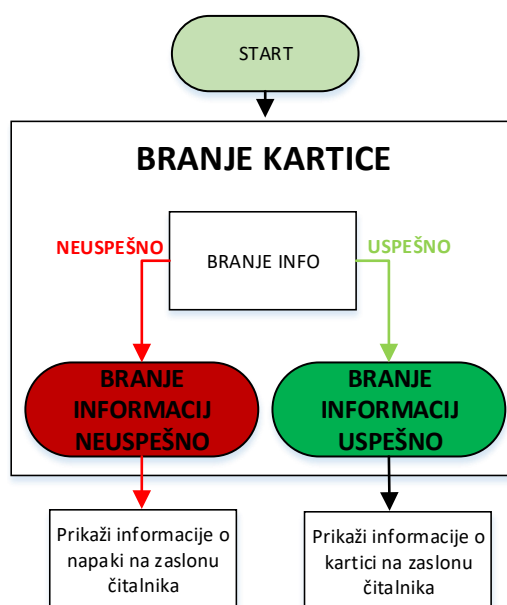 START
BRANJE KARTICE
NEUSPEŠNO
USPEŠNO
BRANJE INFO
BRANJE
INFORMACIJ
NEUSPEŠNO
BRANJE
INFORMACIJ
USPEŠNO
Prikaži informacije o
napaki na zaslonu
čitalnika
Prikaži informacije o
kartici na zaslonu
čitalnika